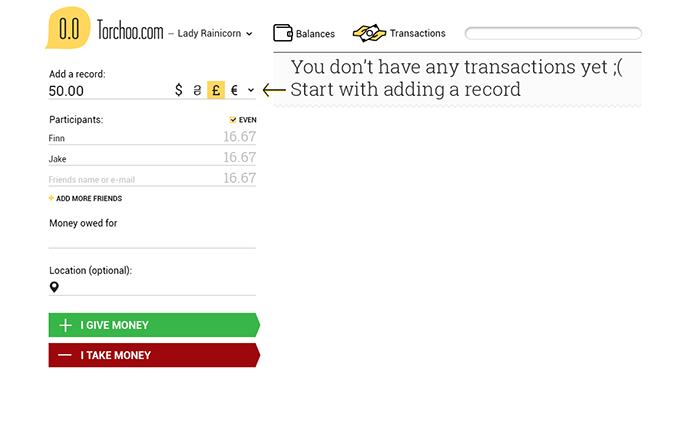 0.0 Torchoo.com – Lady Rainicorn
Balances
Transactions
You don't have any transactions yet ;(
Start with adding a record
Add a record:
50.00 $ ₴ £ €
Participants: EVEN
Finn 16.67
Jake 16.67
Friends name or e-mail 16.67
+ ADD MORE FRIENDS
Money owed for
Location (optional):
+ I GIVE MONEY
— I TAKE MONEY